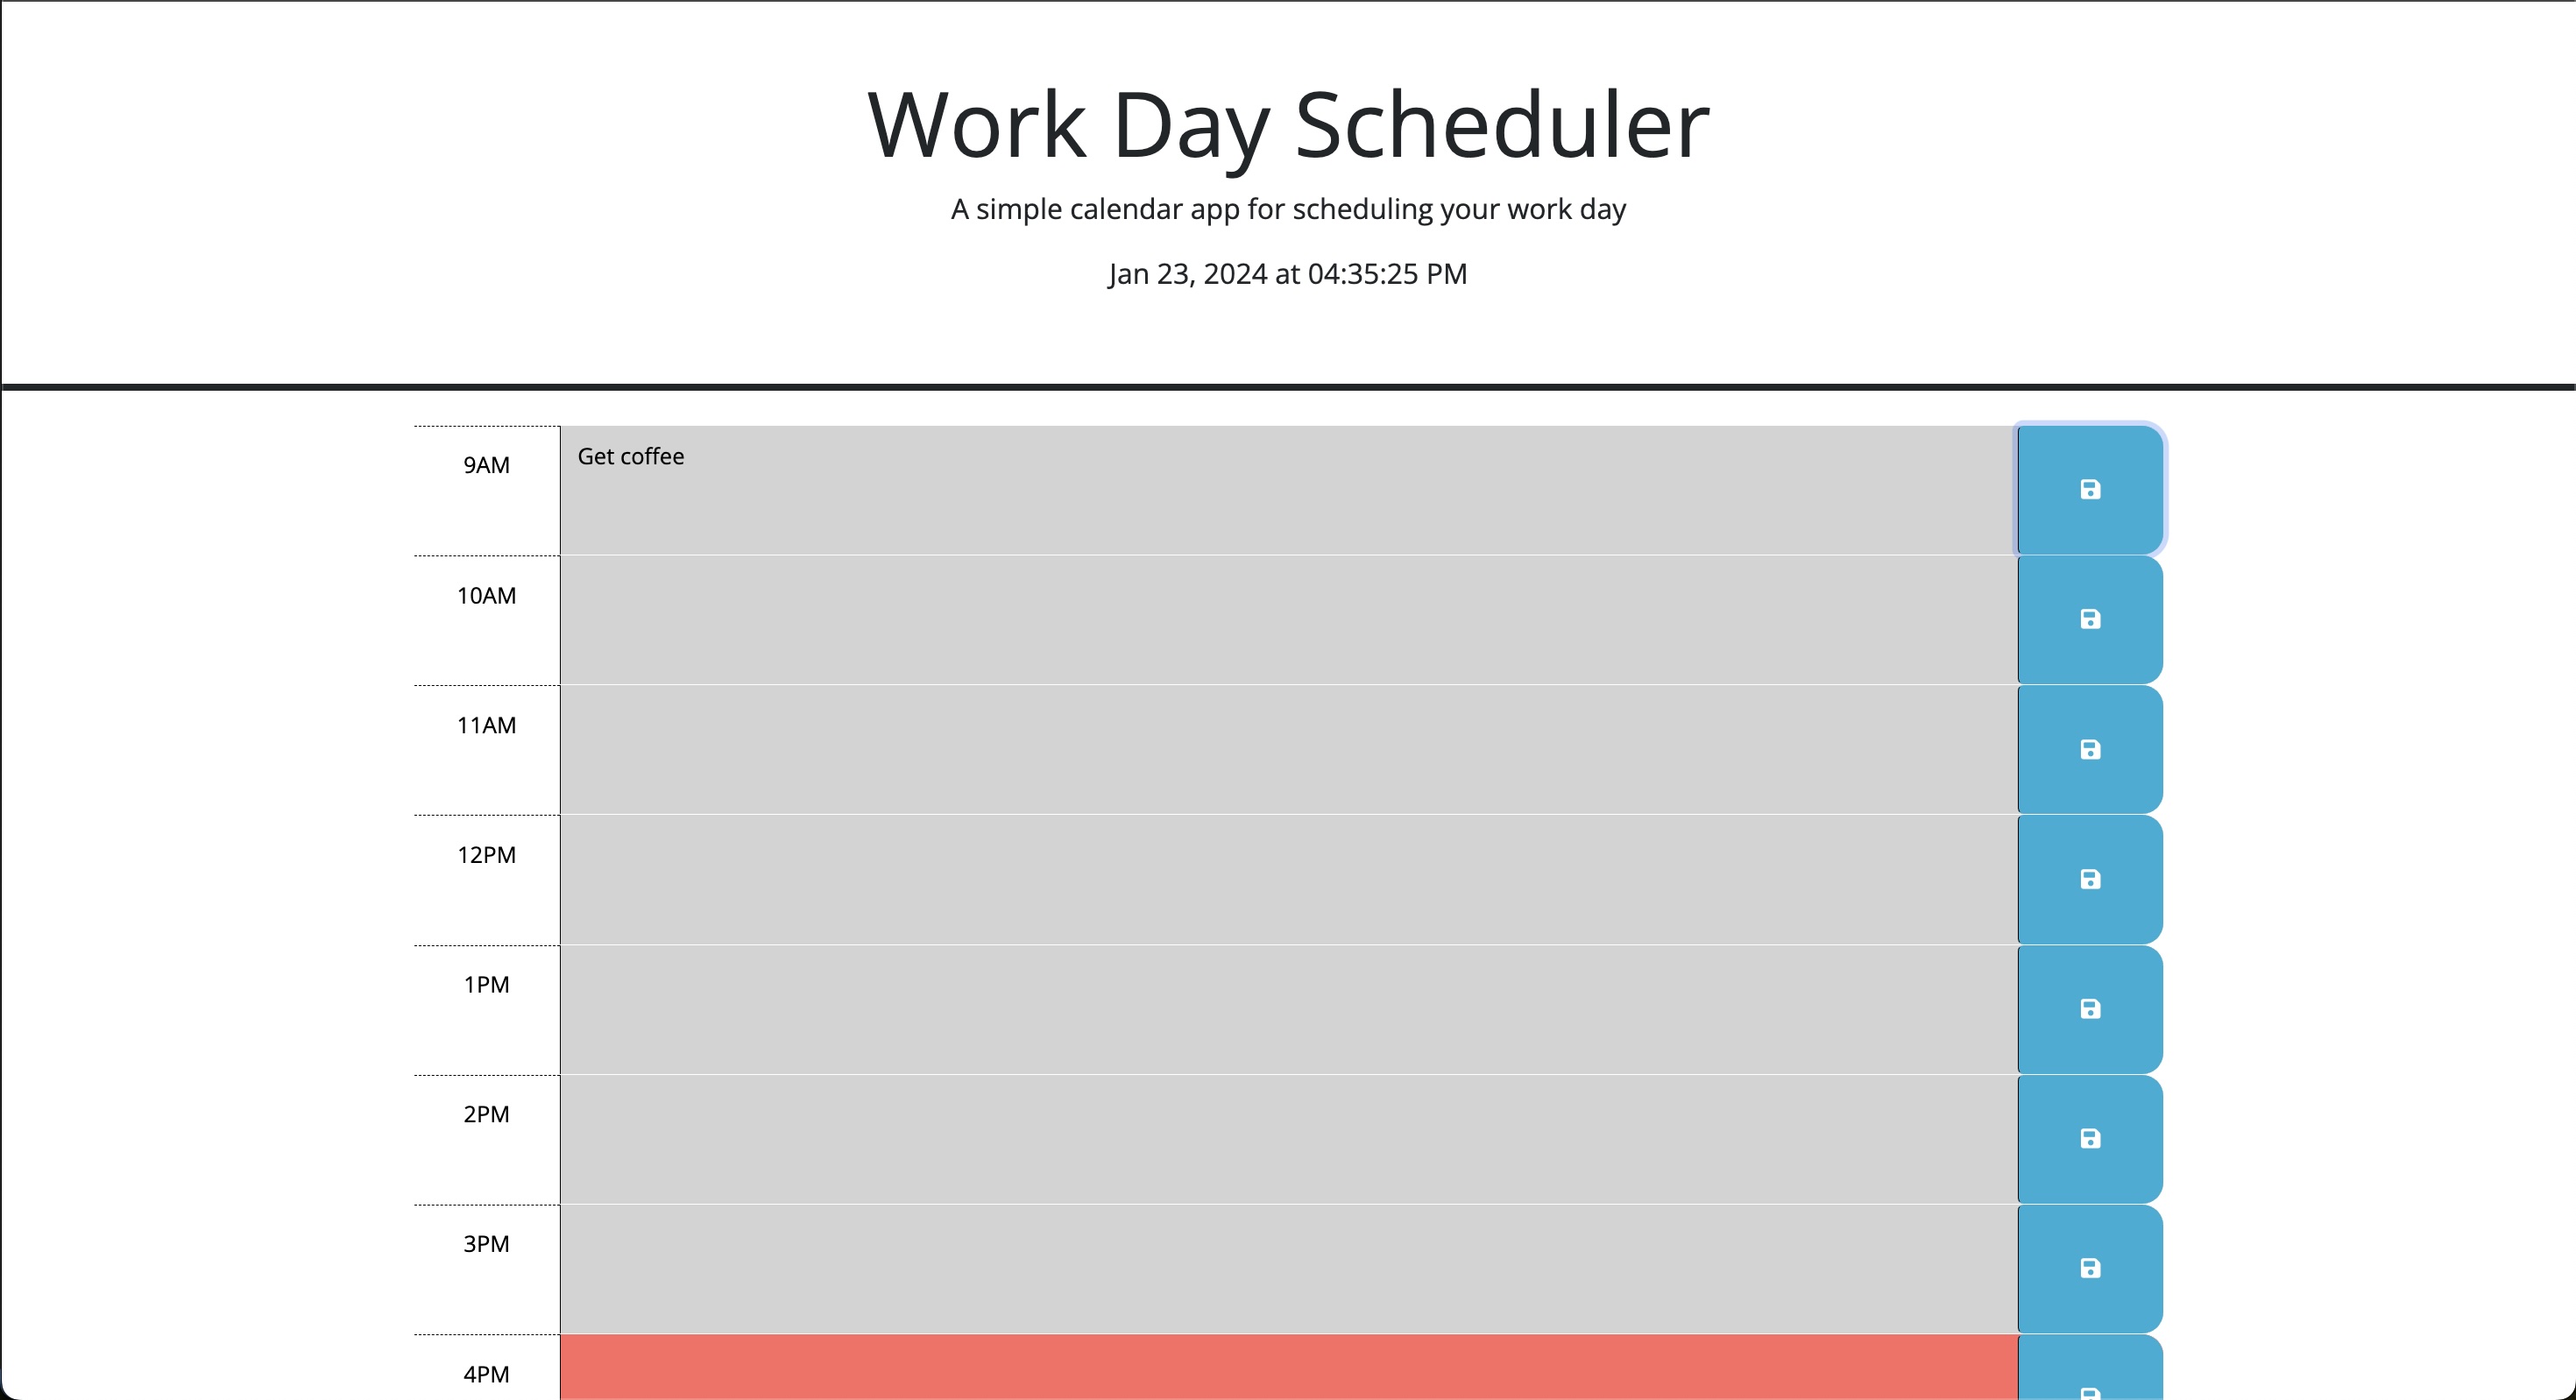 Work Day Scheduler
A simple calendar app for scheduling your work day
Jan 23, 2024 at 04:35:25 PM
9AM
Get coffee
10AM
11AM
12PM
1PM
2PM
3PM
4PM